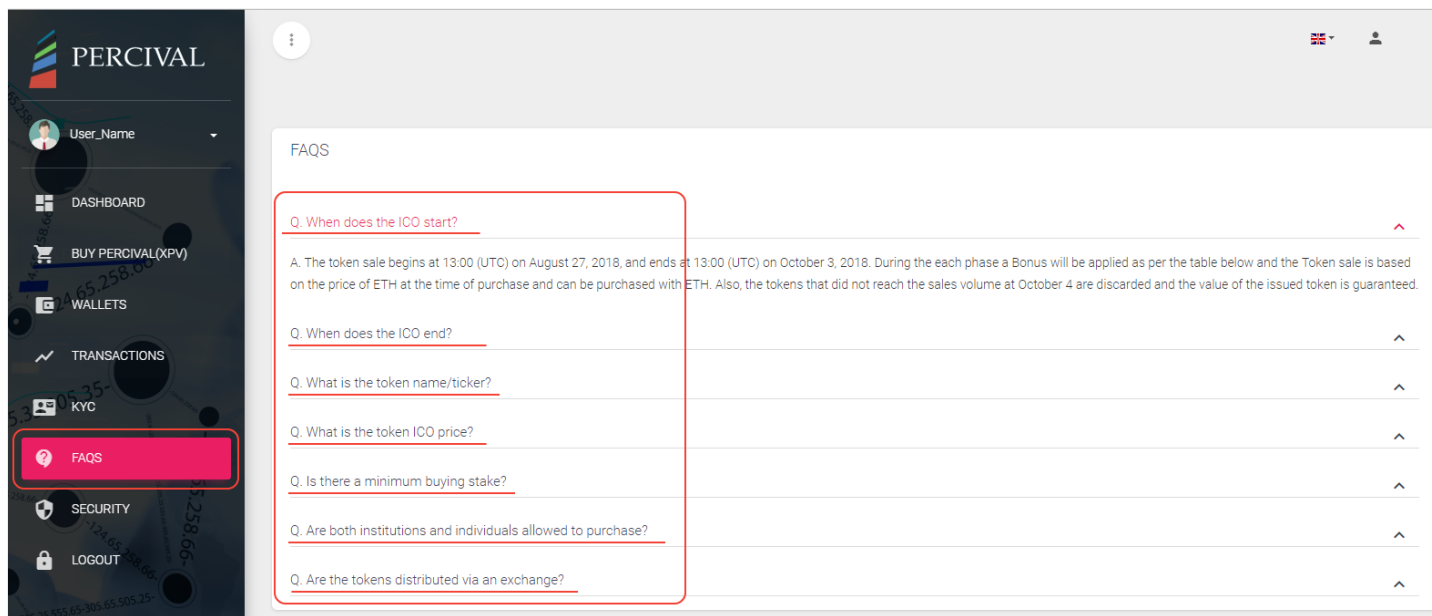 PERCIVAL
User_Name
DASHBOARD
BUY PERCIVAL(XPV)
WALLETS
TRANSACTIONS
KYC
FAQS
SECURITY
LOGOUT
FAQS
Q. When does the ICO start?
A. The token sale begins at 13:00 (UTC) on August 27, 2018, and ends at 13:00 (UTC) on October 3, 2018. During the each phase a Bonus will be applied as per the table below and the Token sale is based
on the price of ETH at the time of purchase and can be purchased with ETH. Also, the tokens that did not reach the sales volume at October 4 are discarded and the value of the issued token is guaranteed.
Q. When does the ICO end?
Q. What is the token name/ticker?
Q. What is the token ICO price?
Q. Is there a minimum buying stake?
Q. Are both institutions and individuals allowed to purchase?
Q. Are the tokens distributed via an exchange?